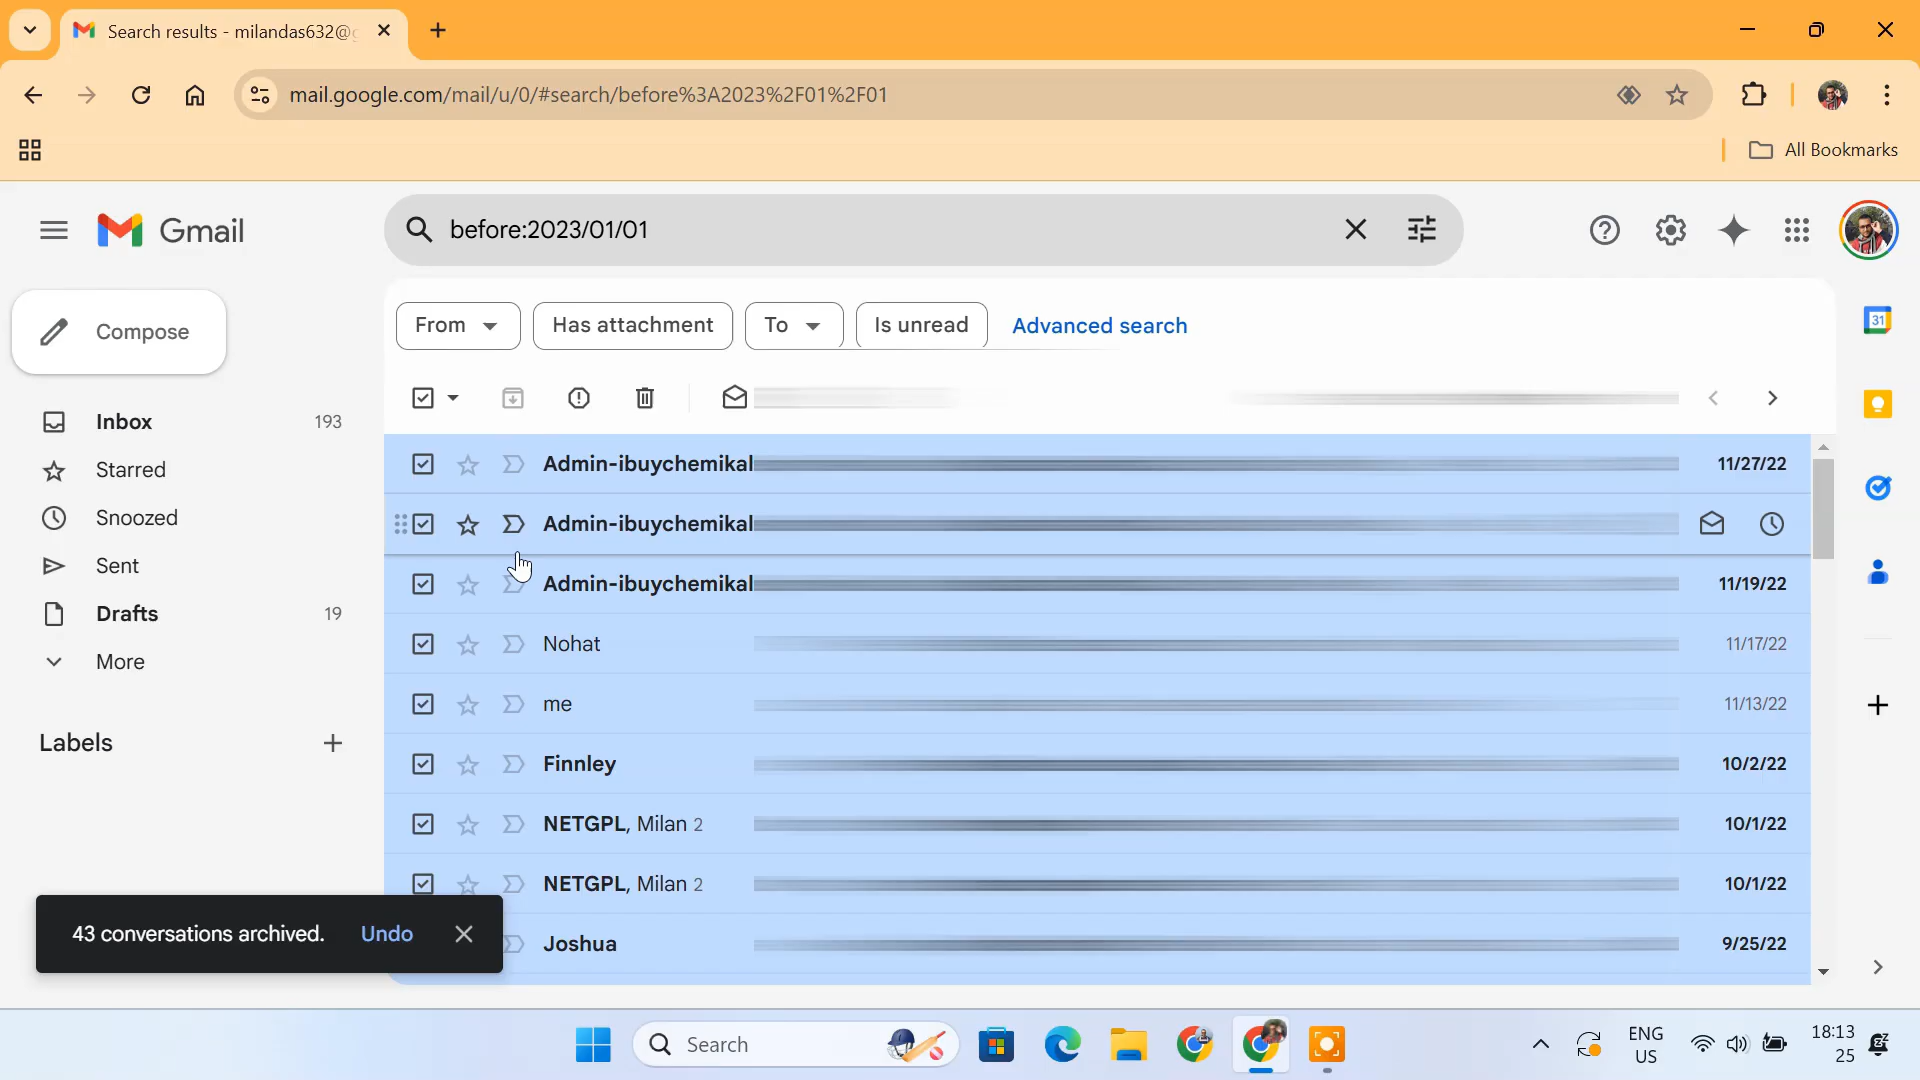 Search results - milandas632@
mail.google.com/mail/u/0/#search/before%3A2023%2F01%2F01
All Bookmarks
Gmail
before:2023/01/01
Compose
From
Has attachment
To
Is unread
Advanced search
Inbox 193
Starred
Snoozed
Sent
Drafts 19
More
Labels
Admin-ibuychemikal 11/27/22
Admin-ibuychemikal
Admin-ibuychemikal 11/19/22
Nohat 11/17/22
me 11/13/22
Finnley 10/2/22
NETGPL, Milan 2 10/1/22
NETGPL, Milan 2 10/1/22
Joshua 9/25/22
31
43 conversations archived. Undo
Search
ENG
US
18:13
25